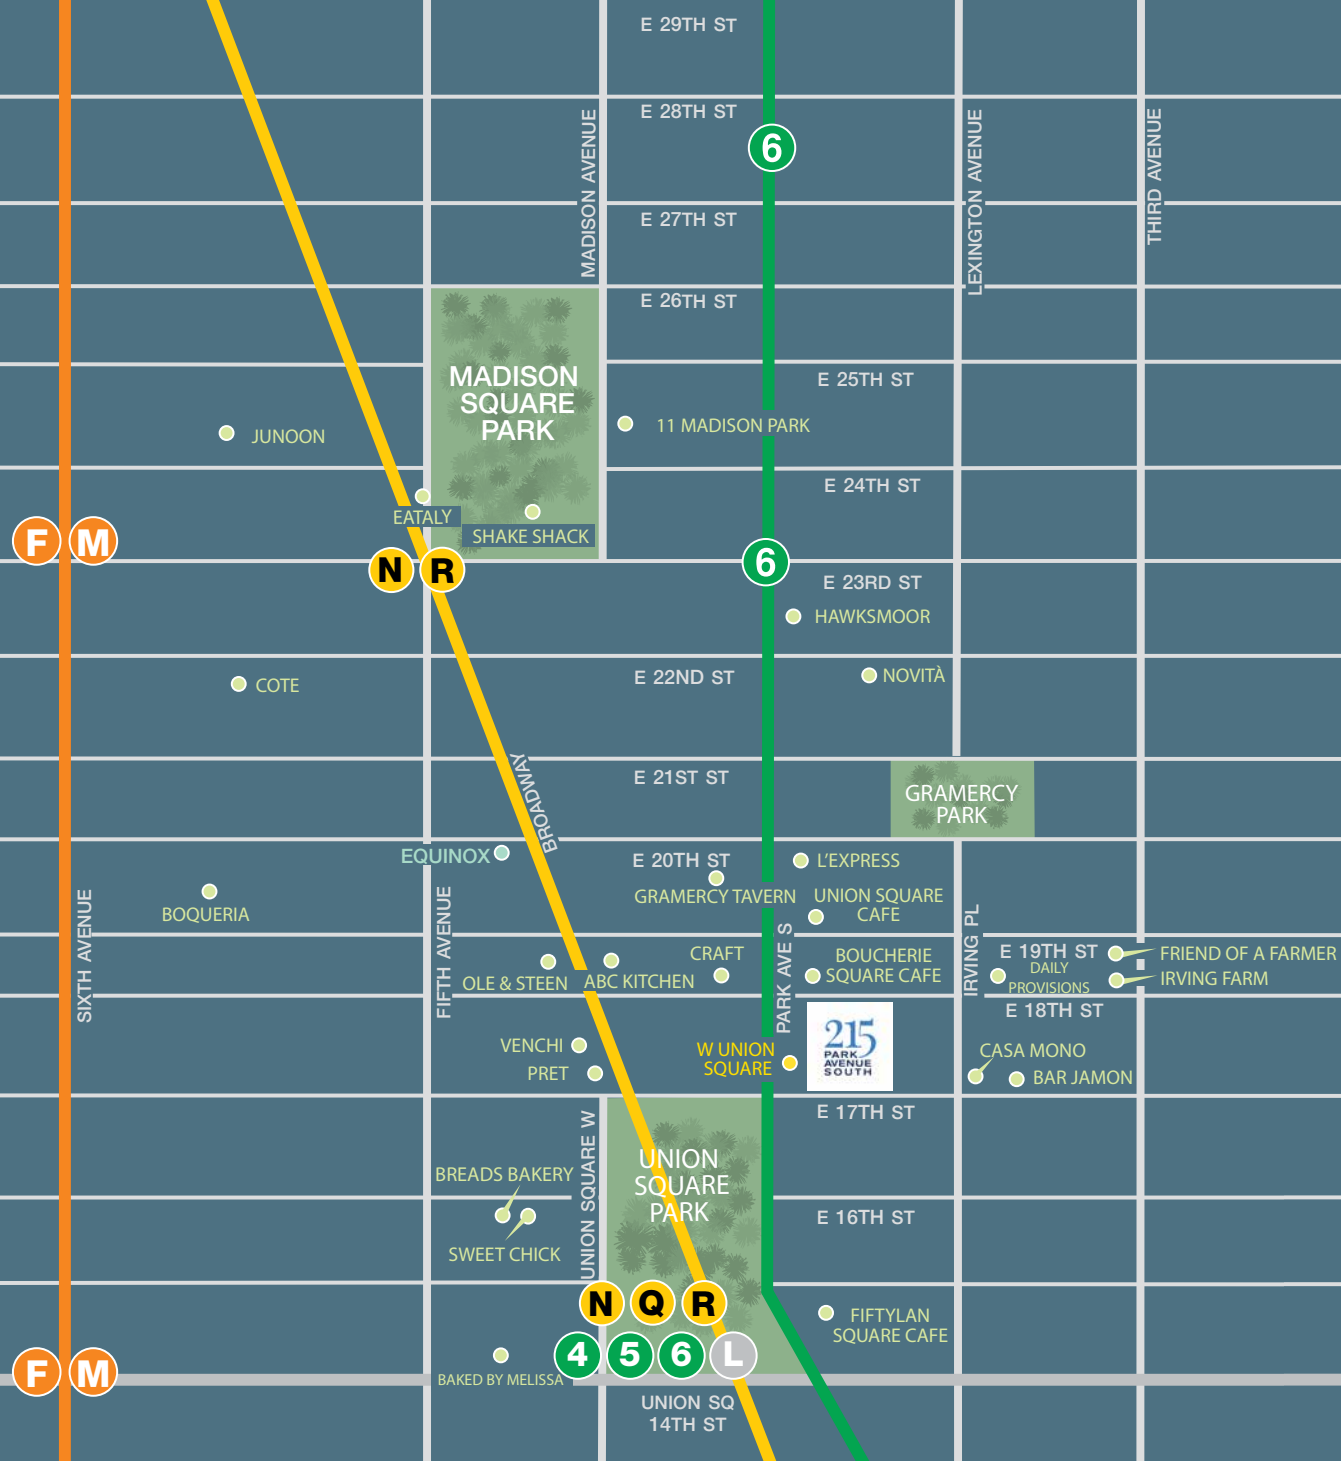 E 29TH ST
E 28TH ST
MADISON AVENUE
LEXINGTON AVENUE
THIRD AVENUE
6
E 27TH ST
E 26TH ST
MADISON
SQUARE
PARK
E 25TH ST
JUNOON
11 MADISON PARK
E 24TH ST
EATALY
SHAKE SHACK
F M
N R
6
E 23RD ST
HAWKSMOOR
E 22ND ST
NOVITÀ
COTE
BROADWAY
E 21ST ST
GRAMERCY
PARK
EQUINOX
E 20TH ST
L'EXPRESS
GRAMERCY TAVERN
UNION SQUARE
CAFE
BOQUERIA
SIXTH AVENUE
FIFTH AVENUE
PARK AVE S
IRVING PL
CRAFT
BOUCHERIE
SQUARE CAFE
E 19TH ST
FRIEND OF A FARMER
DAILY
PROVISIONS
IRVING FARM
OLE & STEEN
ABC KITCHEN
E 18TH ST
215
PARK
AVENUE
SOUTH
VENCHI
W UNION
SQUARE
CASA MONO
PRET
BAR JAMON
E 17TH ST
UNION SQUARE W
UNION
SQUARE
PARK
BREADS BAKERY
E 16TH ST
SWEET CHICK
N Q R
FIFTYLAN
SQUARE CAFE
4 5 6 L
F M
BAKED BY MELISSA
UNION SQ
14TH ST